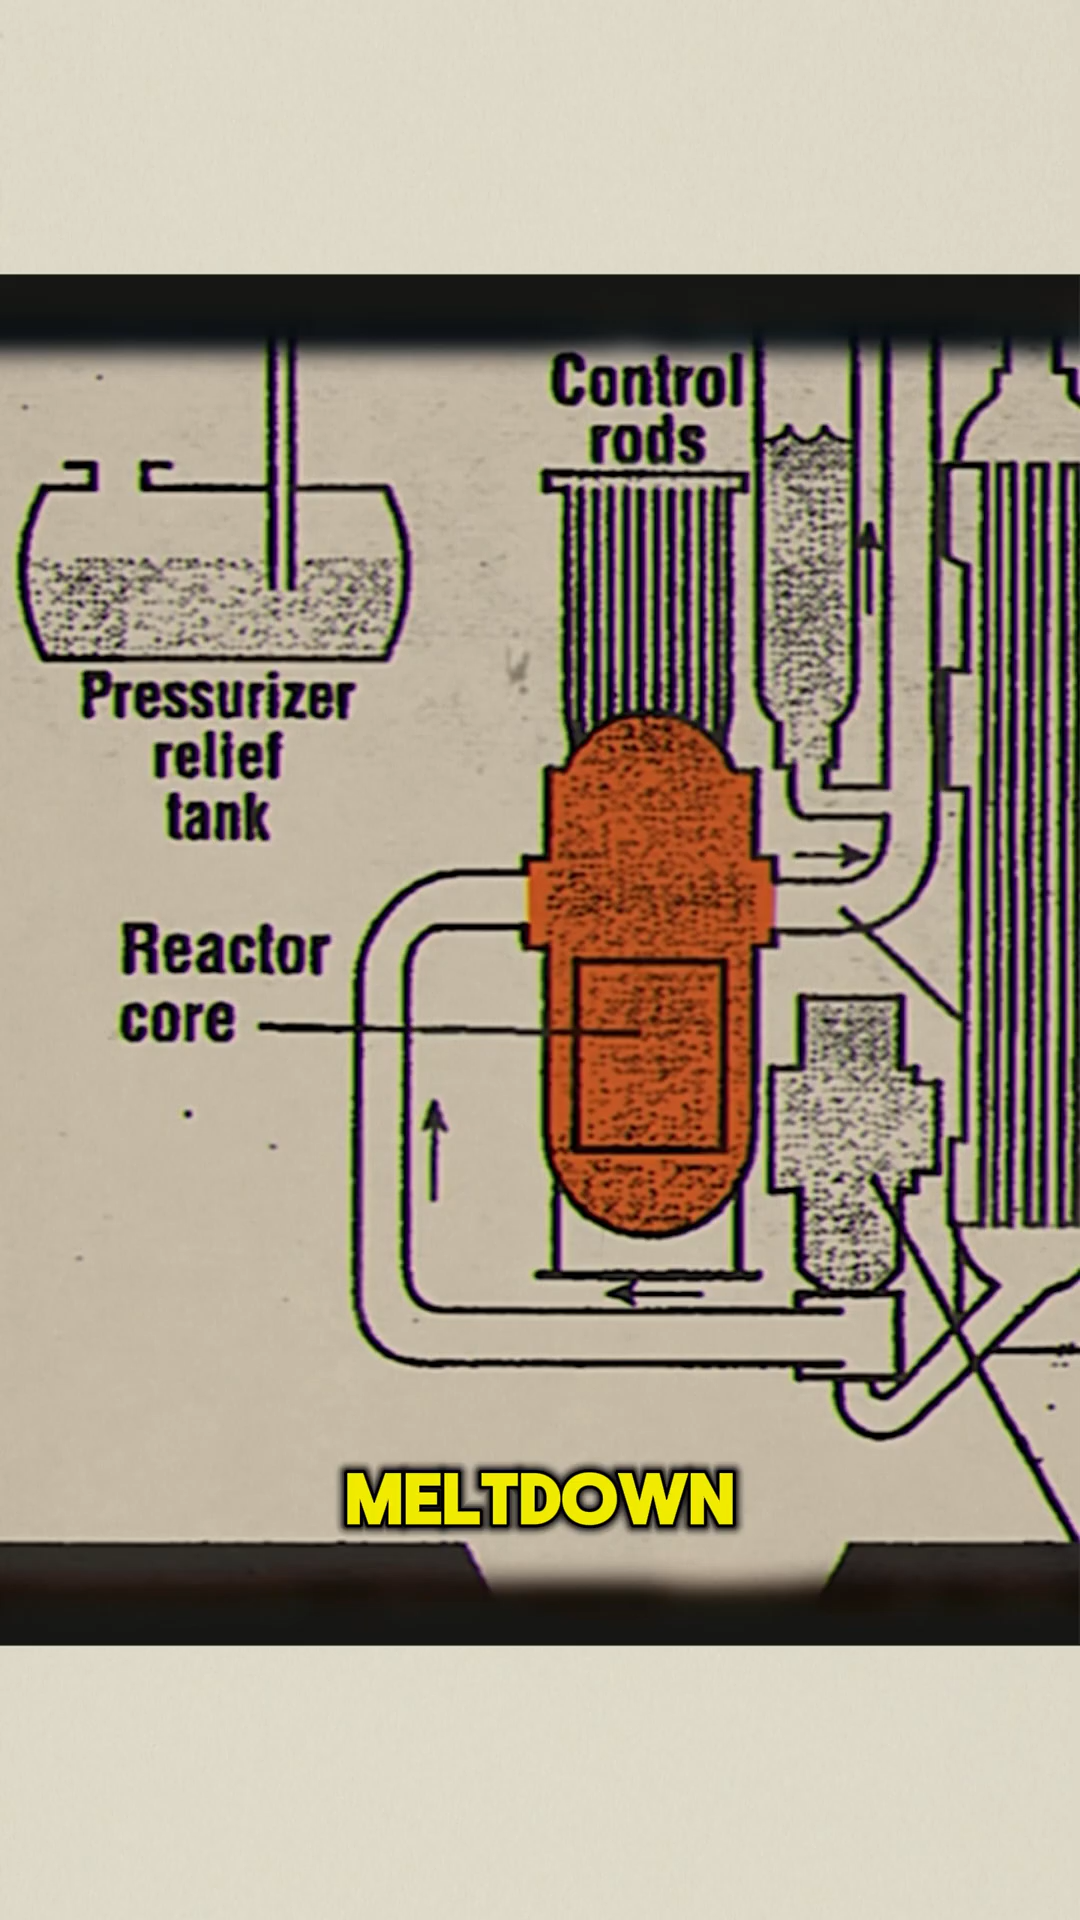 Control
rods
Pressurizer
relief
tank
Reactor
core
MELTDOWN